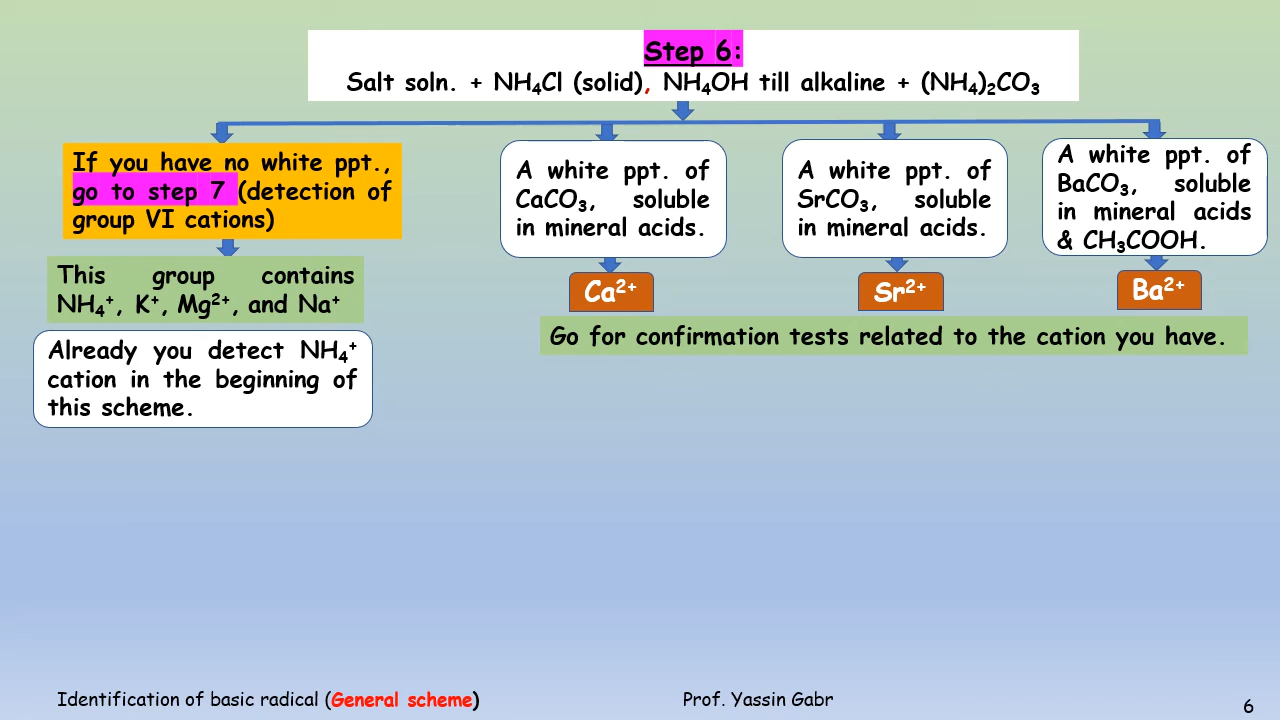 Step 6:
Salt soln. + NH₄Cl (solid), NH₄OH till alkaline + (NH₄)₂CO₃
If you have no white ppt.,
go to step 7 (detection of
group VI cations)
This group contains
NH₄⁺, K⁺, Mg²⁺, and Na⁺
Already you detect NH₄⁺
cation in the beginning of
this scheme.
A white ppt. of
CaCO₃, soluble
in mineral acids.
Ca²⁺
A white ppt. of
SrCO₃, soluble
in mineral acids.
Sr²⁺
A white ppt. of
BaCO₃, soluble
in mineral acids
& CH₃COOH.
Ba²⁺
Go for confirmation tests related to the cation you have.
Identification of basic radical (General scheme)
Prof. Yassin Gabr
6